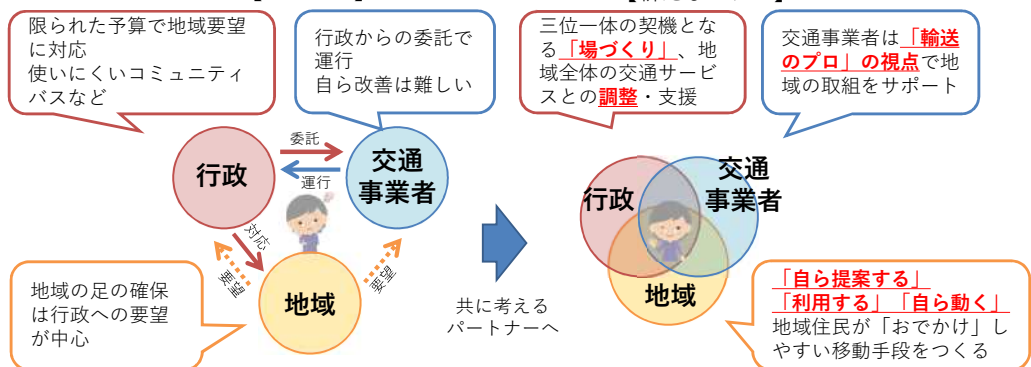 限られた予算で地域要望
に対応
使いにくいコミュニティ
バスなど
行政からの委託で
運行
自ら改善は難しい
行政
委託
運行
交通
事業者
対応
要望
要望
地域
地域の足の確保
は行政への要望
が中心
共に考える
パートナーへ
三位一体の契機とな
る「場づくり」、地
域全体の交通サービ
スとの調整・支援
交通事業者は「輸送
のプロ」の視点で地
域の取組をサポート
行政
交通
事業者
地域
「自ら提案する」
「利用する」「自ら動く」
地域住民が「おでかけ」し
やすい移動手段をつくる